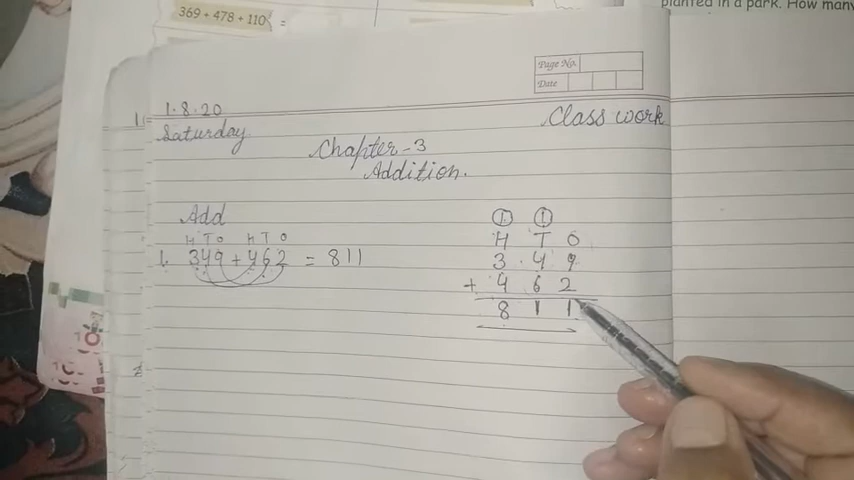 369 + 478 + 110 =
planted in a park. How many
Page No.
Date
1.8.20
Saturday
Class work
Chapter-3
Addition.
Add
H T O H T O
1. 349 + 462 = 811
1 1
H T O
3 4 9
+ 4 6 2
8 1 1